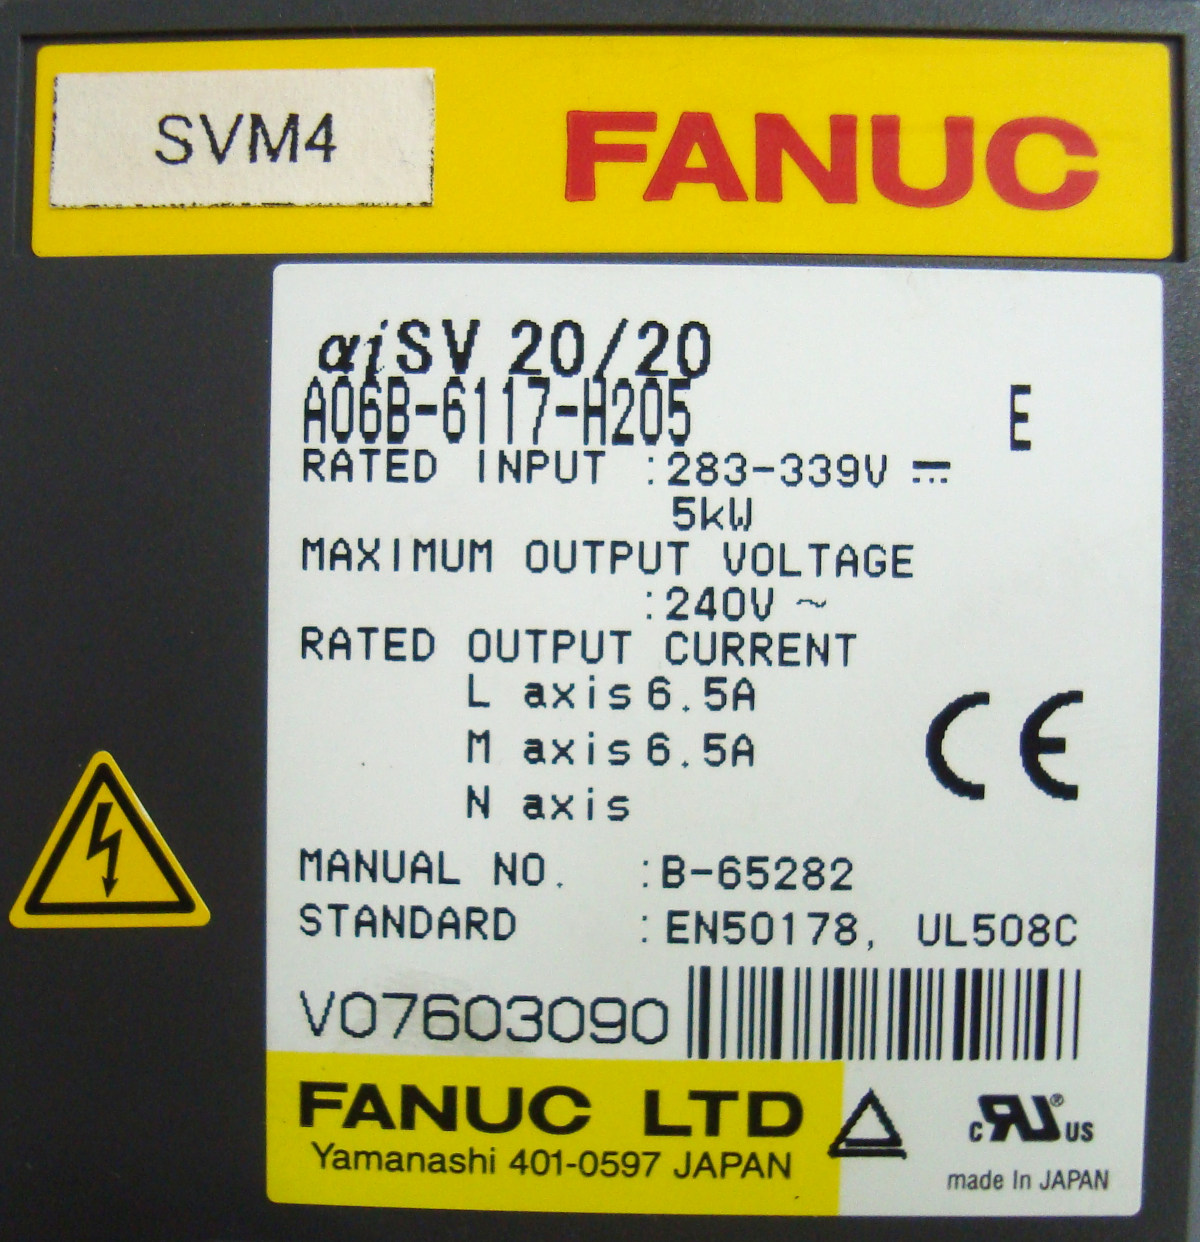 SVM4
FANUC
αiSV 20/20
A06B-6117-H205 E
RATED INPUT :283-339V ⎓
5kW
MAXIMUM OUTPUT VOLTAGE
:240V ~
RATED OUTPUT CURRENT
L axis 6.5A
M axis 6.5A
N axis
CE
MANUAL NO. :B-65282
STANDARD :EN50178, UL508C
V07603090
FANUC LTD
Yamanashi 401-0597 JAPAN
c RU US ®
made In JAPAN